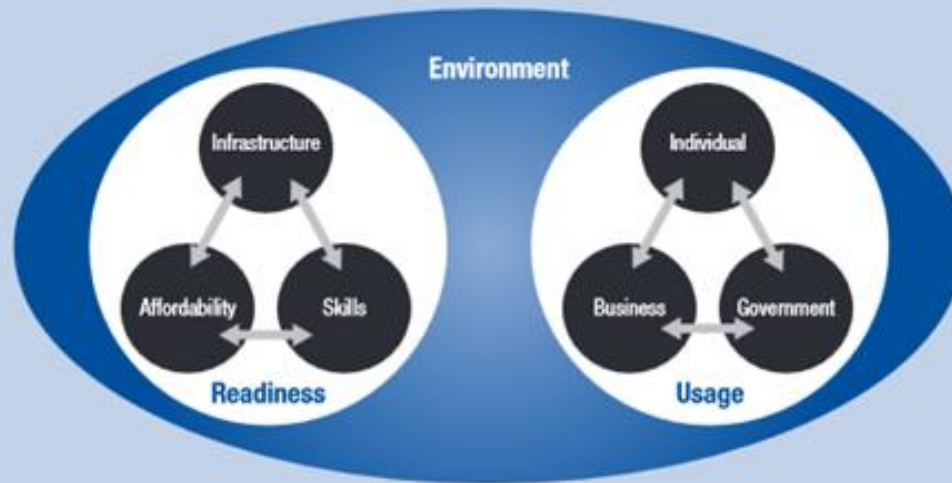 Environment
Infrastructure
Affordability
Skills
Readiness
Individual
Business
Government
Usage